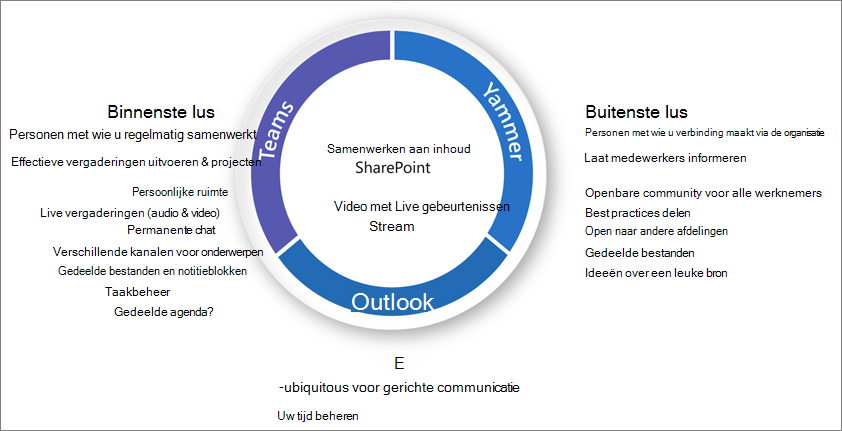 Binnenste lus
Personen met wie u regelmatig samenwerkt
Effectieve vergaderingen uitvoeren & projecten
Persoonlijke ruimte
Live vergaderingen (audio & video)
Permanente chat
Verschillende kanalen voor onderwerpen
Gedeelde bestanden en notitieblokken
Taakbeheer
Gedeelde agenda?
Teams
Yammer
Samenwerken aan inhoud
SharePoint
Video met Live gebeurtenissen
Stream
Outlook
Buitenste lus
Personen met wie u verbinding maakt via de organisatie
Laat medewerkers informeren
Openbare community voor alle werknemers
Best practices delen
Open naar andere afdelingen
Gedeelde bestanden
Ideeën over een leuke bron
E
-ubiquitous voor gerichte communicatie
Uw tijd beheren